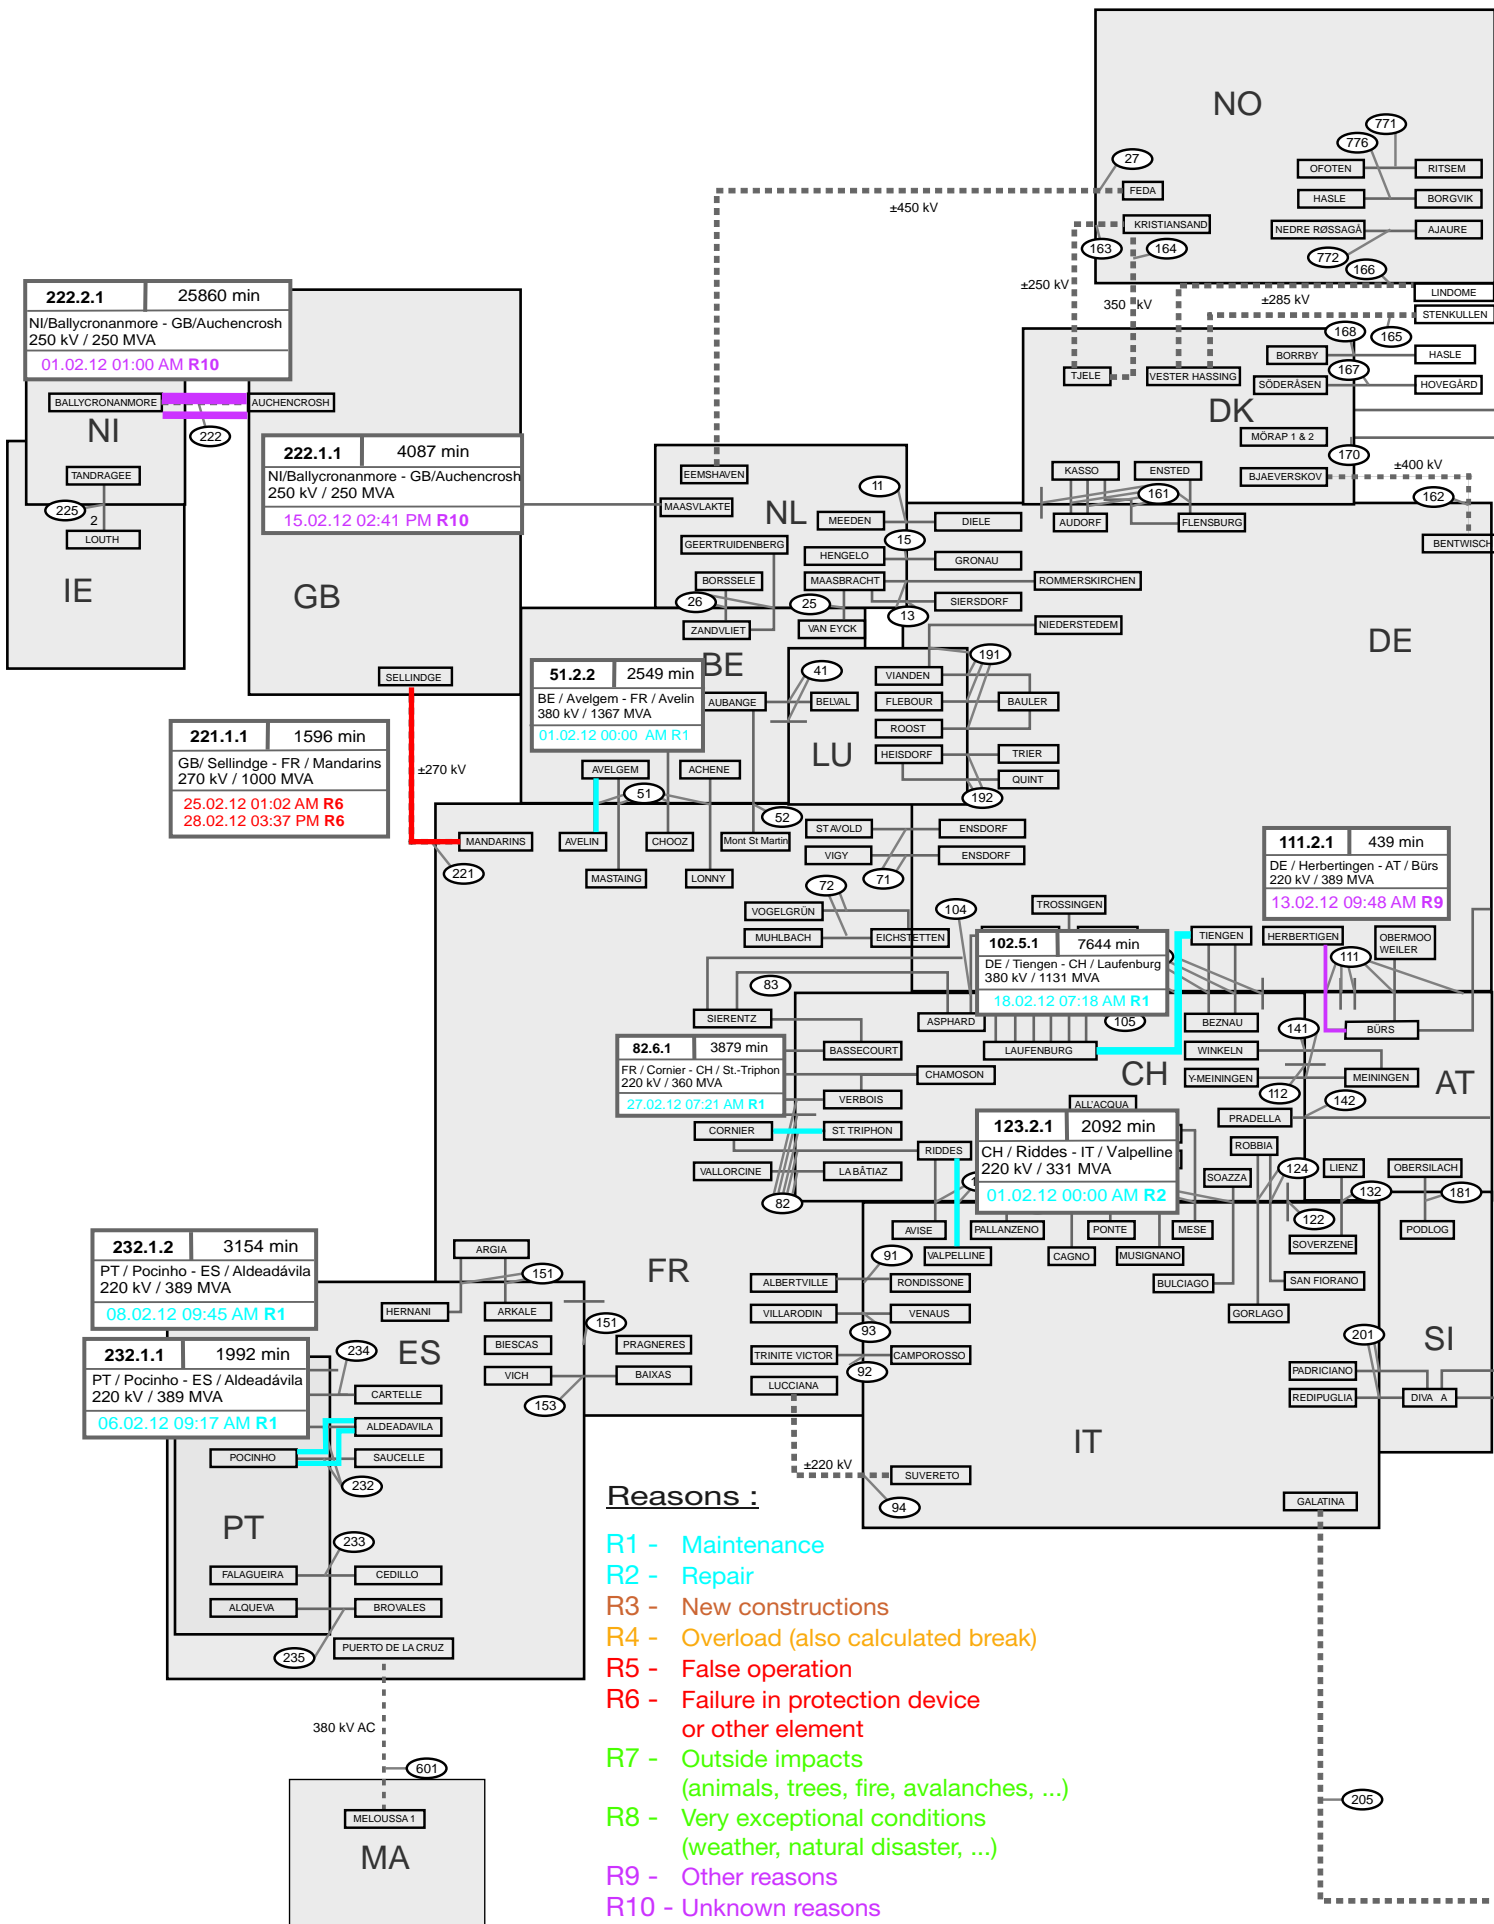 NO
771
776
27
OFOTEN
RITSEM
FEDA
HASLE
BORGVIK
±450 kV
KRISTIANSAND
NEDRE RØSSAGÅ
AJAURE
163
164
772
166
222.2.1
25860 min
±250 kV
350 kV
±285 kV
LINDOME
STENKULLEN
NI/Ballycronanmore - GB/Auchencrosh
250 kV / 250 MVA
168
165
01.02.12 01:00 AM R10
BORRBY
HASLE
TJELE
VESTER HASSING
167
SÖDERÅSEN
HOVEGÅRD
BALLYCRONANMORE
AUCHENCROSH
DK
NI
222
MÖRAP 1 & 2
222.1.1
4087 min
170
NI/Ballycronanmore - GB/Auchencrosh
250 kV / 250 MVA
TANDRAGEE
EEMSHAVEN
KASSO
ENSTED
BJAEVERSKOV
±400 kV
11
161
162
MAASVLAKTE
NL
225
2
15.02.12 02:41 PM R10
MEEDEN
DIELE
AUDORF
FLENSBURG
LOUTH
GEERTRUIDENBERG
15
BENTWISCH
HENGELO
GRONAU
IE
GB
BORSSELE
MAASBRACHT
ROMMERSKIRCHEN
26
25
SIERSDORF
13
ZANDVLIET
VAN EYCK
NIEDERSTEDEM
DE
BE
191
SELLINDGE
51.2.2
2549 min
41
VIANDEN
BE / Avelgem - FR / Avelin
380 kV / 1367 MVA
AUBANGE
BELVAL
FLEBOUR
BAULER
221.1.1
1596 min
01.02.12 00:00 AM R1
ROOST
GB/ Sellindge - FR / Mandarins
270 kV / 1000 MVA
LU
HEISDORF
TRIER
±270 kV
AVELGEM
ACHENE
QUINT
25.02.12 01:02 AM R6
28.02.12 03:37 PM R6
51
192
52
ST AVOLD
ENSDORF
MANDARINS
AVELIN
CHOOZ
Mont St Martin
111.2.1
439 min
VIGY
ENSDORF
221
MASTAING
LONNY
71
DE / Herbertingen - AT / Bürs
220 kV / 389 MVA
72
13.02.12 09:48 AM R9
104
TROSSINGEN
VOGELGRÜN
MUHLBACH
EICHSTETTEN
102.5.1
7644 min
TIENGEN
HERBERTIGEN
OBERMOO
WEILER
111
DE / Tiengen - CH / Laufenburg
380 kV / 1131 MVA
83
18.02.12 07:18 AM R1
SIERENTZ
ASPHARD
105
BEZNAU
141
BÜRS
82.6.1
3879 min
BASSECOURT
LAUFENBURG
WINKELN
FR / Cornier - CH / St.-Triphon
220 kV / 360 MVA
CHAMOSON
CH
Y-MEININGEN
MEININGEN
AT
112
27.02.12 07:21 AM R1
VERBOIS
ALL'ACQUA
142
CORNIER
ST. TRIPHON
123.2.1
2092 min
PRADELLA
RIDDES
CH / Riddes - IT / Valpelline
220 kV / 331 MVA
ROBBIA
VALLORCINE
LA BÂTIAZ
SOAZZA
124
LIENZ
OBERSILACH
01.02.12 00:00 AM R2
132
181
82
122
232.1.2
3154 min
AVISE
PALLANZENO
PONTE
MESE
PODLOG
ARGIA
VALPELLINE
CAGNO
MUSIGNANO
SOVERZENE
PT / Pocinho - ES / Aldeadávila
220 kV / 389 MVA
151
FR
91
ALBERTVILLE
RONDISSONE
BULCIAGO
SAN FIORANO
08.02.12 09:45 AM R1
HERNANI
ARKALE
VILLARODIN
VENAUS
GORLAGO
151
93
201
SI
232.1.1
1992 min
234
ES
BIESCAS
PRAGNERES
TRINITE VICTOR
CAMPOROSSO
92
PT / Pocinho - ES / Aldeadávila
220 kV / 389 MVA
VICH
BAIXAS
LUCCIANA
PADRICIANO
CARTELLE
153
REDIPUGLIA
DIVA A
06.02.12 09:17 AM R1
ALDEADAVILA
IT
POCINHO
SAUCELLE
±220 kV
SUVERETO
232
94
GALATINA
Reasons :
PT
R1 - Maintenance
233
R2 - Repair
FALAGUEIRA
CEDILLO
R3 - New constructions
ALQUEVA
BROVALES
R4 - Overload (also calculated break)
PUERTO DE LA CRUZ
235
R5 - False operation
R6 - Failure in protection device
or other element
380 kV AC
R7 - Outside impacts
(animals, trees, fire, avalanches, ...)
601
205
MELOUSSA 1
R8 - Very exceptional conditions
(weather, natural disaster, ...)
MA
R9 - Other reasons
R10 - Unknown reasons